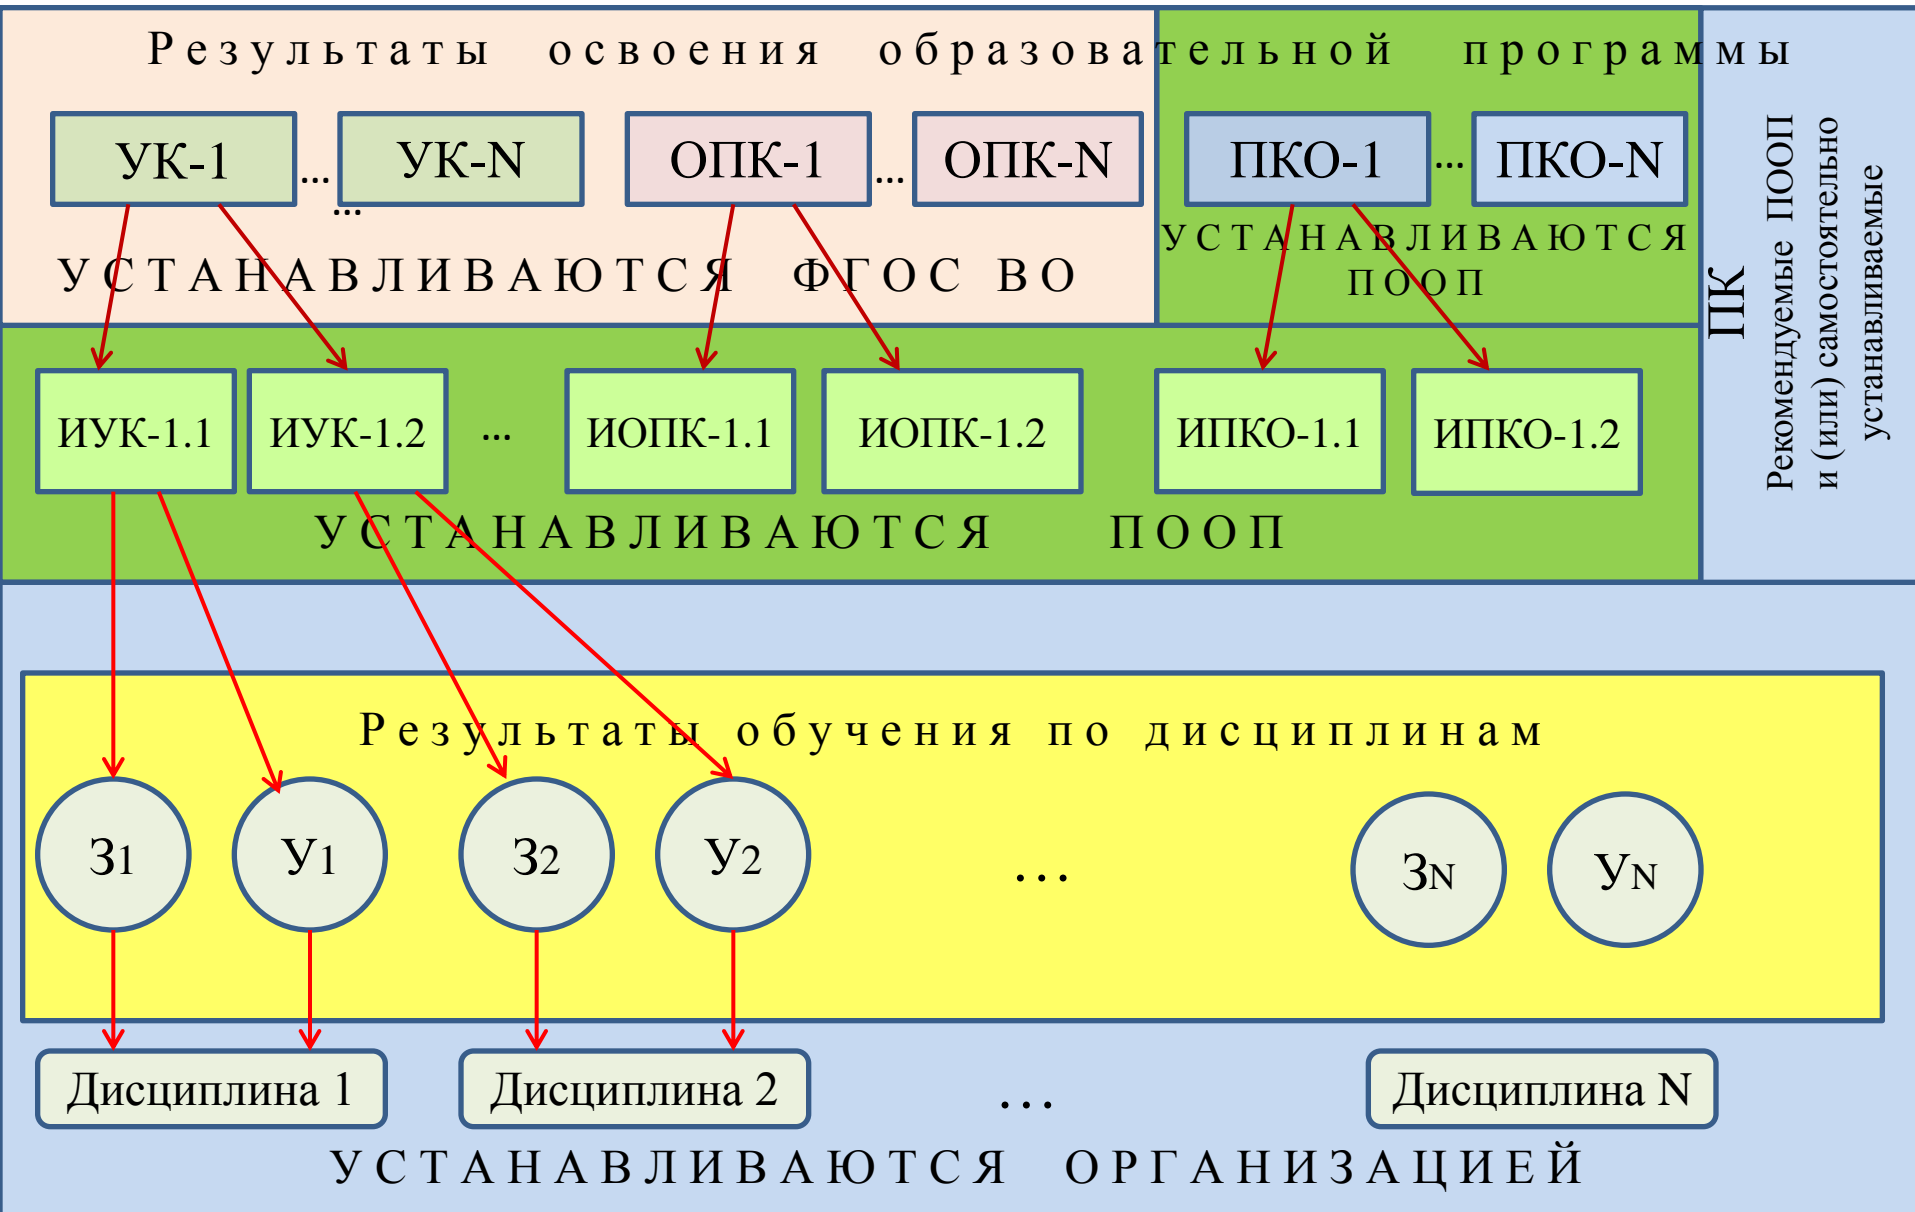 Результаты освоения образовательной программы
УК-1 ... УК-N ОПК-1 ... ОПК-N ПКО-1 ... ПКО-N
...
УСТАНАВЛИВАЮТСЯ ФГОС ВО
УСТАНАВЛИВАЮТСЯ
ПООП
ПК
Рекомендуемые ПООП
и (или) самостоятельно
устанавливаемые
ИУК-1.1 ИУК-1.2 ... ИОПК-1.1 ИОПК-1.2 ИПКО-1.1 ИПКО-1.2
УСТАНАВЛИВАЮТСЯ ПООП
Результаты обучения по дисциплинам
З1 У1 З2 У2 ... ЗN УN
Дисциплина 1 Дисциплина 2 ... Дисциплина N
УСТАНАВЛИВАЮТСЯ ОРГАНИЗАЦИЕЙ